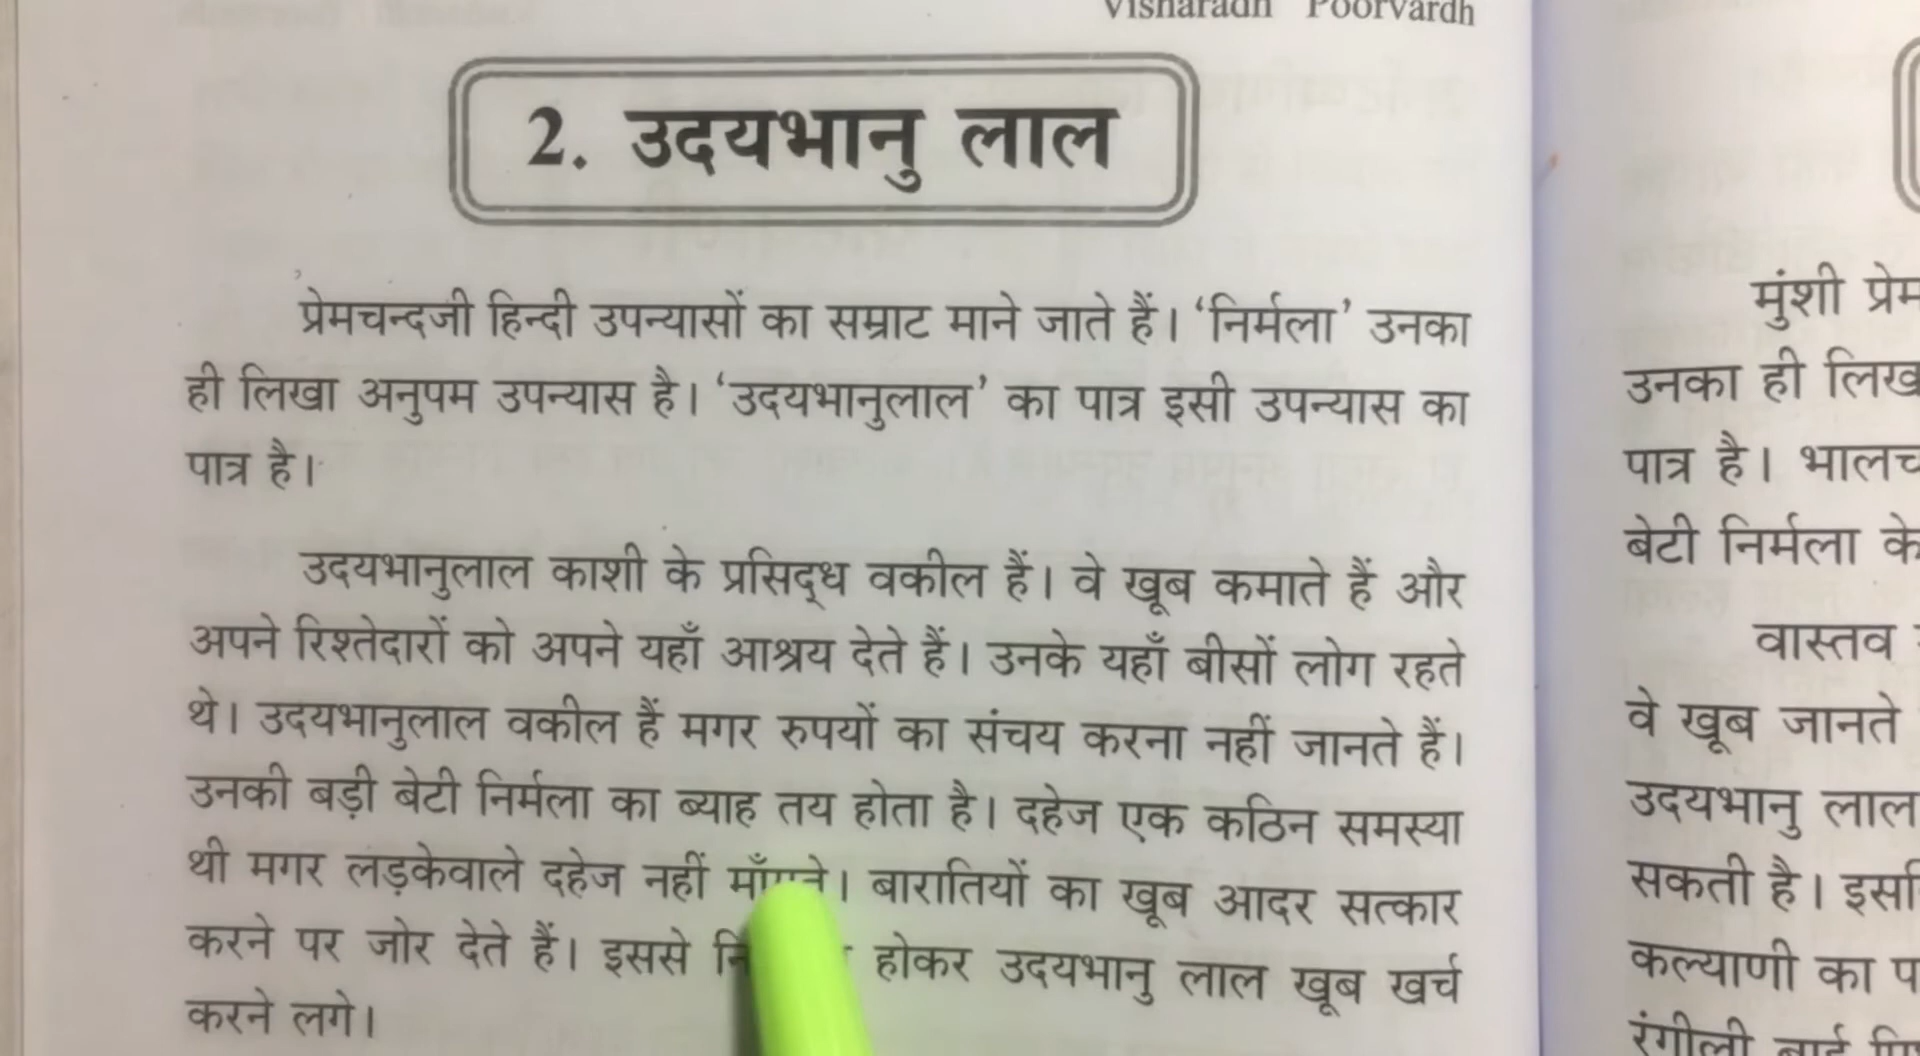 Visharadh Poorvardh
2. उदयभानु लाल
प्रेमचन्दजी हिन्दी उपन्यासों का सम्राट माने जाते हैं। ‘निर्मला’ उनका
ही लिखा अनुपम उपन्यास है। ‘उदयभानुलाल’ का पात्र इसी उपन्यास का
पात्र है।
उदयभानुलाल काशी के प्रसिद्ध वकील हैं। वे खूब कमाते हैं और
अपने रिश्तेदारों को अपने यहाँ आश्रय देते हैं। उनके यहाँ बीसों लोग रहते
थे। उदयभानुलाल वकील हैं मगर रुपयों का संचय करना नहीं जानते हैं।
उनकी बड़ी बेटी निर्मला का ब्याह तय होता है। दहेज एक कठिन समस्या
थी मगर लड़केवाले दहेज नहीं माँगते। बारातियों का खूब आदर सत्कार
करने पर जोर देते हैं। इससे होकर उदयभानु लाल खूब खर्च
करने लगे।
मुंशी
उनका ही
पात्र है।
बेटी निर्मला के
वास्तव
वे खूब जानते
उदयभानु लाल
सकती है।
कल्याणी का